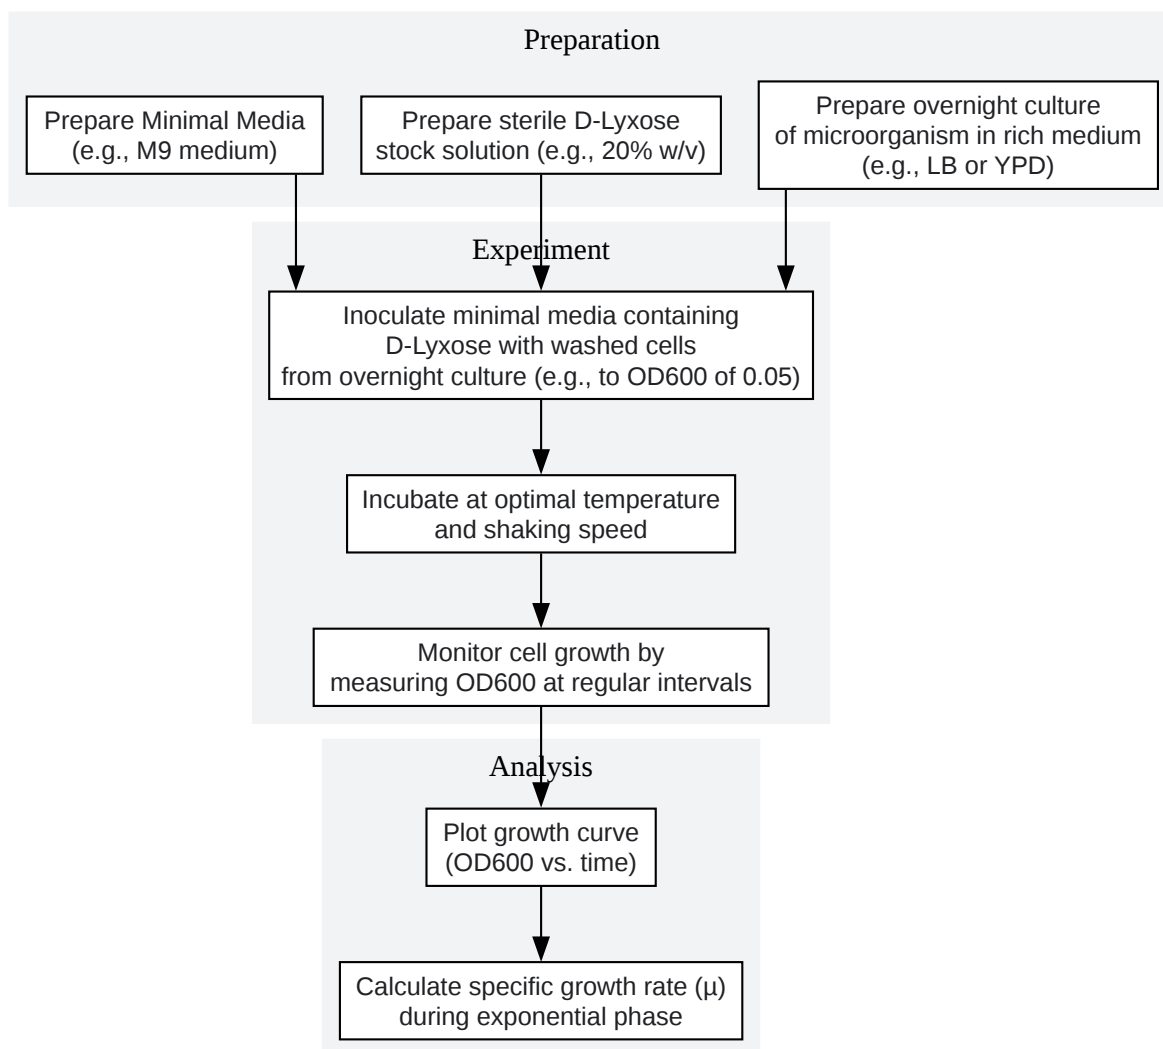 Preparation
Prepare Minimal Media
(e.g., M9 medium)
Prepare sterile D-Lyxose
stock solution (e.g., 20% w/v)
Prepare overnight culture
of microorganism in rich medium
(e.g., LB or YPD)
Experiment
Inoculate minimal media containing
D-Lyxose with washed cells
from overnight culture (e.g., to OD600 of 0.05)
Incubate at optimal temperature
and shaking speed
Monitor cell growth by
measuring OD600 at regular intervals
Analysis
Plot growth curve
(OD600 vs. time)
Calculate specific growth rate (μ)
during exponential phase